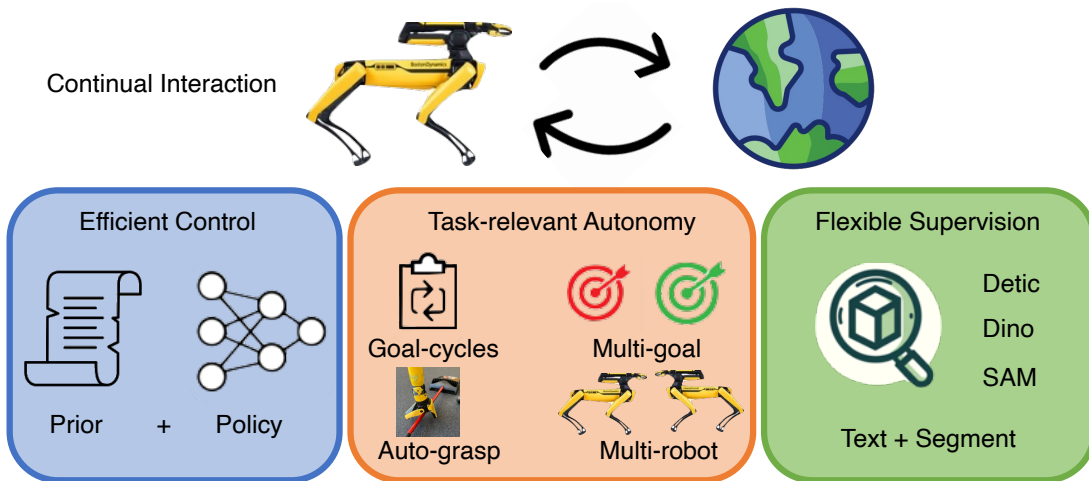 Continual Interaction
BostonDynamics
Efficient Control
Prior + Policy
Task-relevant Autonomy
Goal-cycles
Multi-goal
Auto-grasp
Multi-robot
Flexible Supervision
Detic
Dino
SAM
Text + Segment